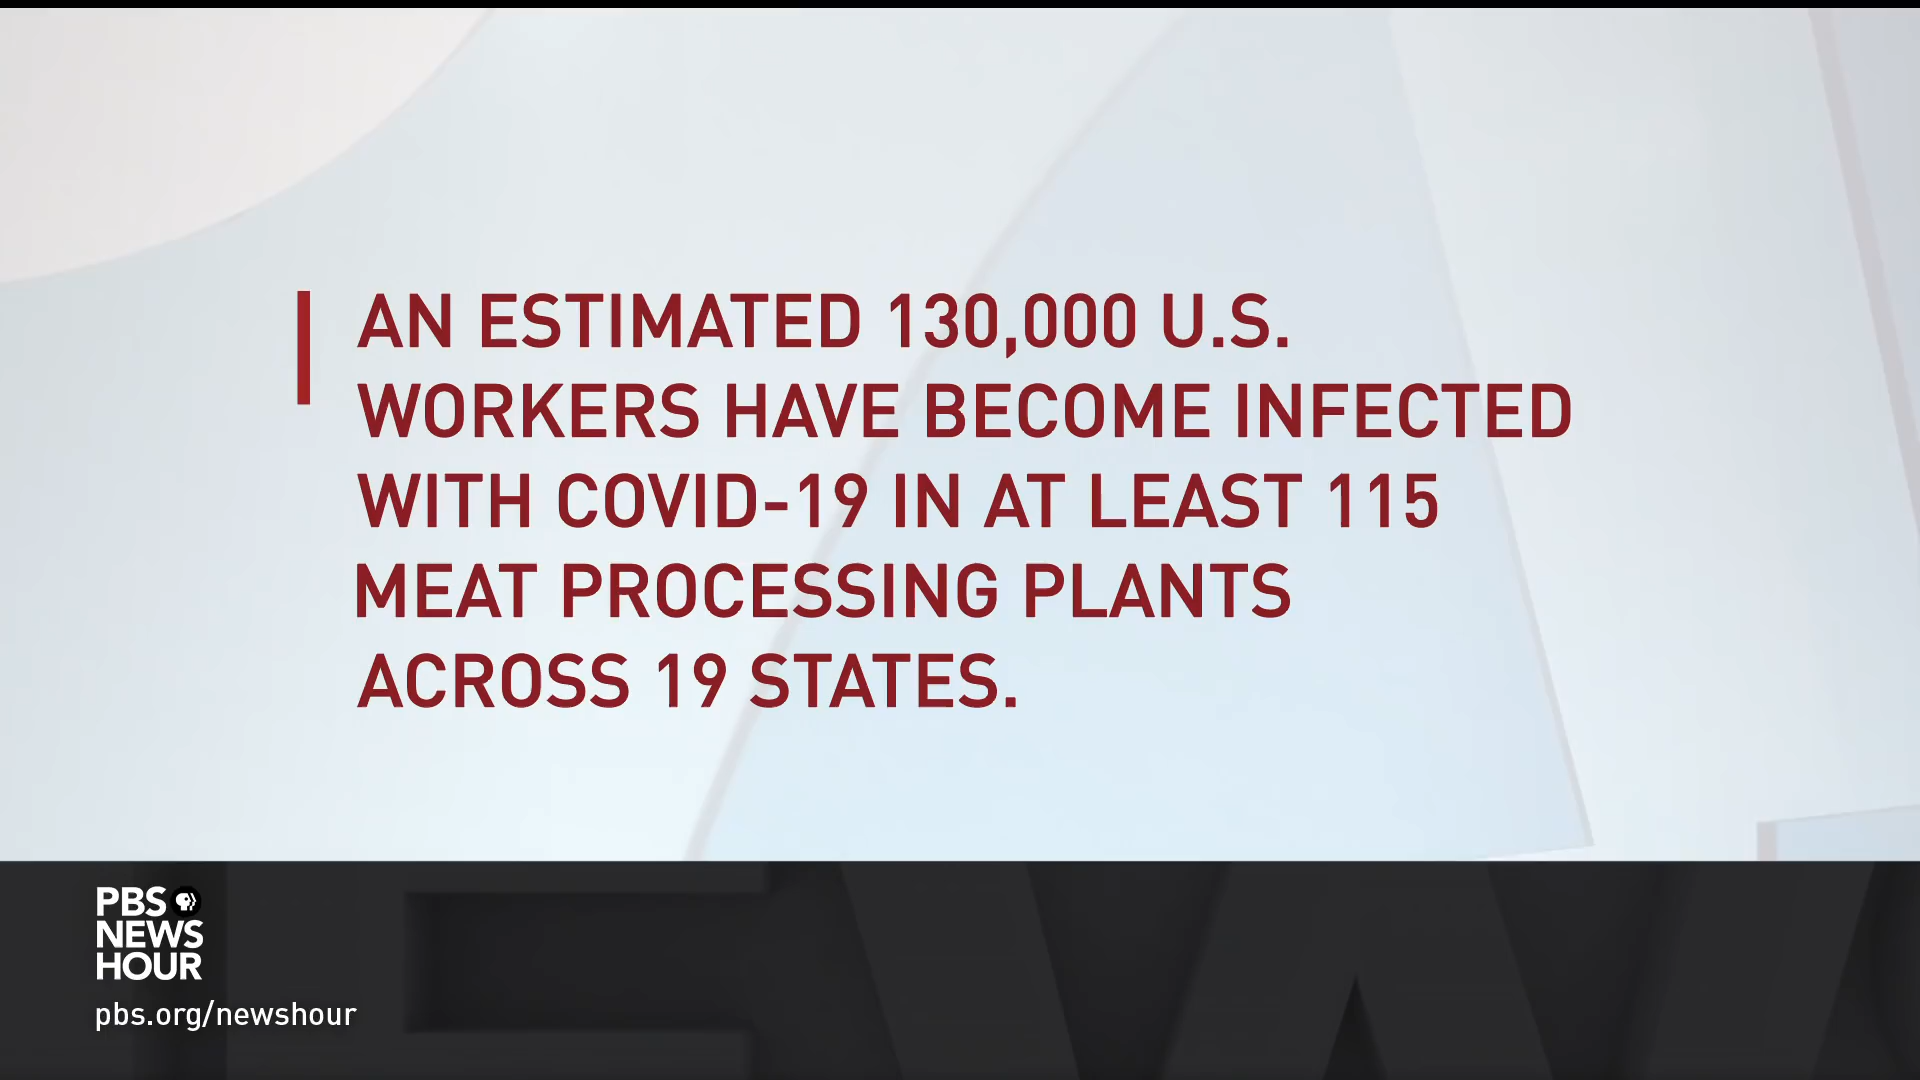 AN ESTIMATED 130,000 U.S.
WORKERS HAVE BECOME INFECTED
WITH COVID-19 IN AT LEAST 115
MEAT PROCESSING PLANTS
ACROSS 19 STATES.
PBS
NEWS
HOUR
pbs.org/newshour